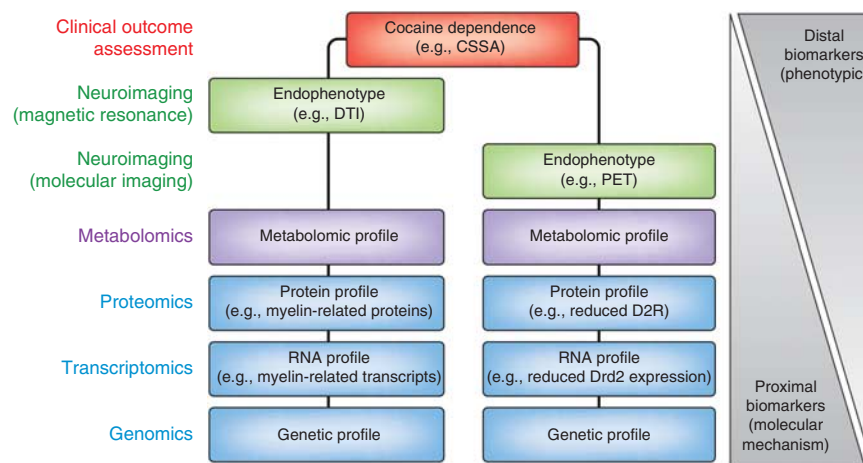 Clinical outcome
assessment
Cocaine dependence
(e.g., CSSA)
Distal
biomarkers
(phenotypic
Neuroimaging
(magnetic resonance)
Endophenotype
(e.g., DTI)
Neuroimaging
(molecular imaging)
Endophenotype
(e.g., PET)
Metabolomics
Metabolomic profile
Metabolomic profile
Proteomics
Protein profile
(e.g., myelin-related proteins)
Protein profile
(e.g., reduced D2R)
Transcriptomics
RNA profile
(e.g., myelin-related transcripts)
RNA profile
(e.g., reduced Drd2 expression)
Proximal
biomarkers
(molecular
mechanism)
Genomics
Genetic profile
Genetic profile